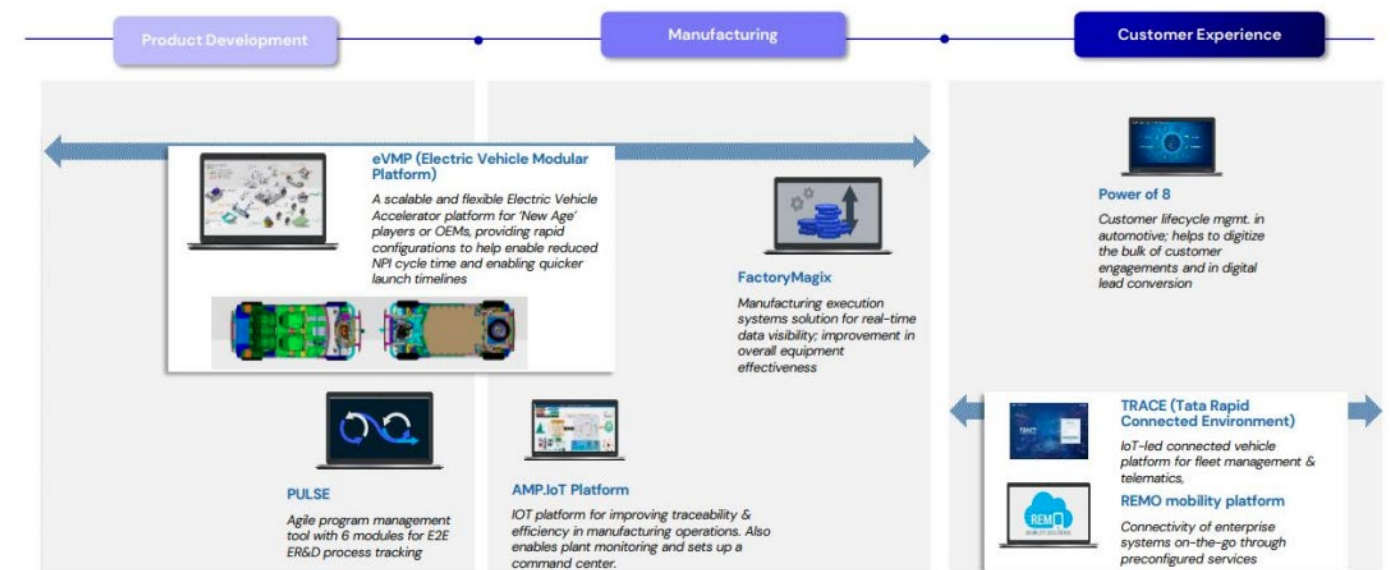 Product Development
Manufacturing
Customer Experience
eVMP (Electric Vehicle Modular
Platform)
A scalable and flexible Electric Vehicle
Accelerator platform for 'New Age'
players or OEMs, providing rapid
configurations to help enable reduced
NPI cycle time and enabling quicker
launch timelines
FactoryMagix
Manufacturing execution
systems solution for real-time
data visibility; improvement in
overall equipment
effectiveness
Power of 8
Customer lifecycle mgmt. in
automotive; helps to digitize
the bulk of customer
engagements and in digital
lead conversion
PULSE
Agile program management
tool with 6 modules for E2E
ER&D process tracking
AMP.IoT Platform
IOT platform for improving traceability &
efficiency in manufacturing operations. Also
enables plant monitoring and sets up a
command center.
TRACE (Tata Rapid
Connected Environment)
IoT-led connected vehicle
platform for fleet management &
telematics,
REMO
MOBILITY SOLUTIONS
REMO mobility platform
Connectivity of enterprise
systems on-the-go through
preconfigured services